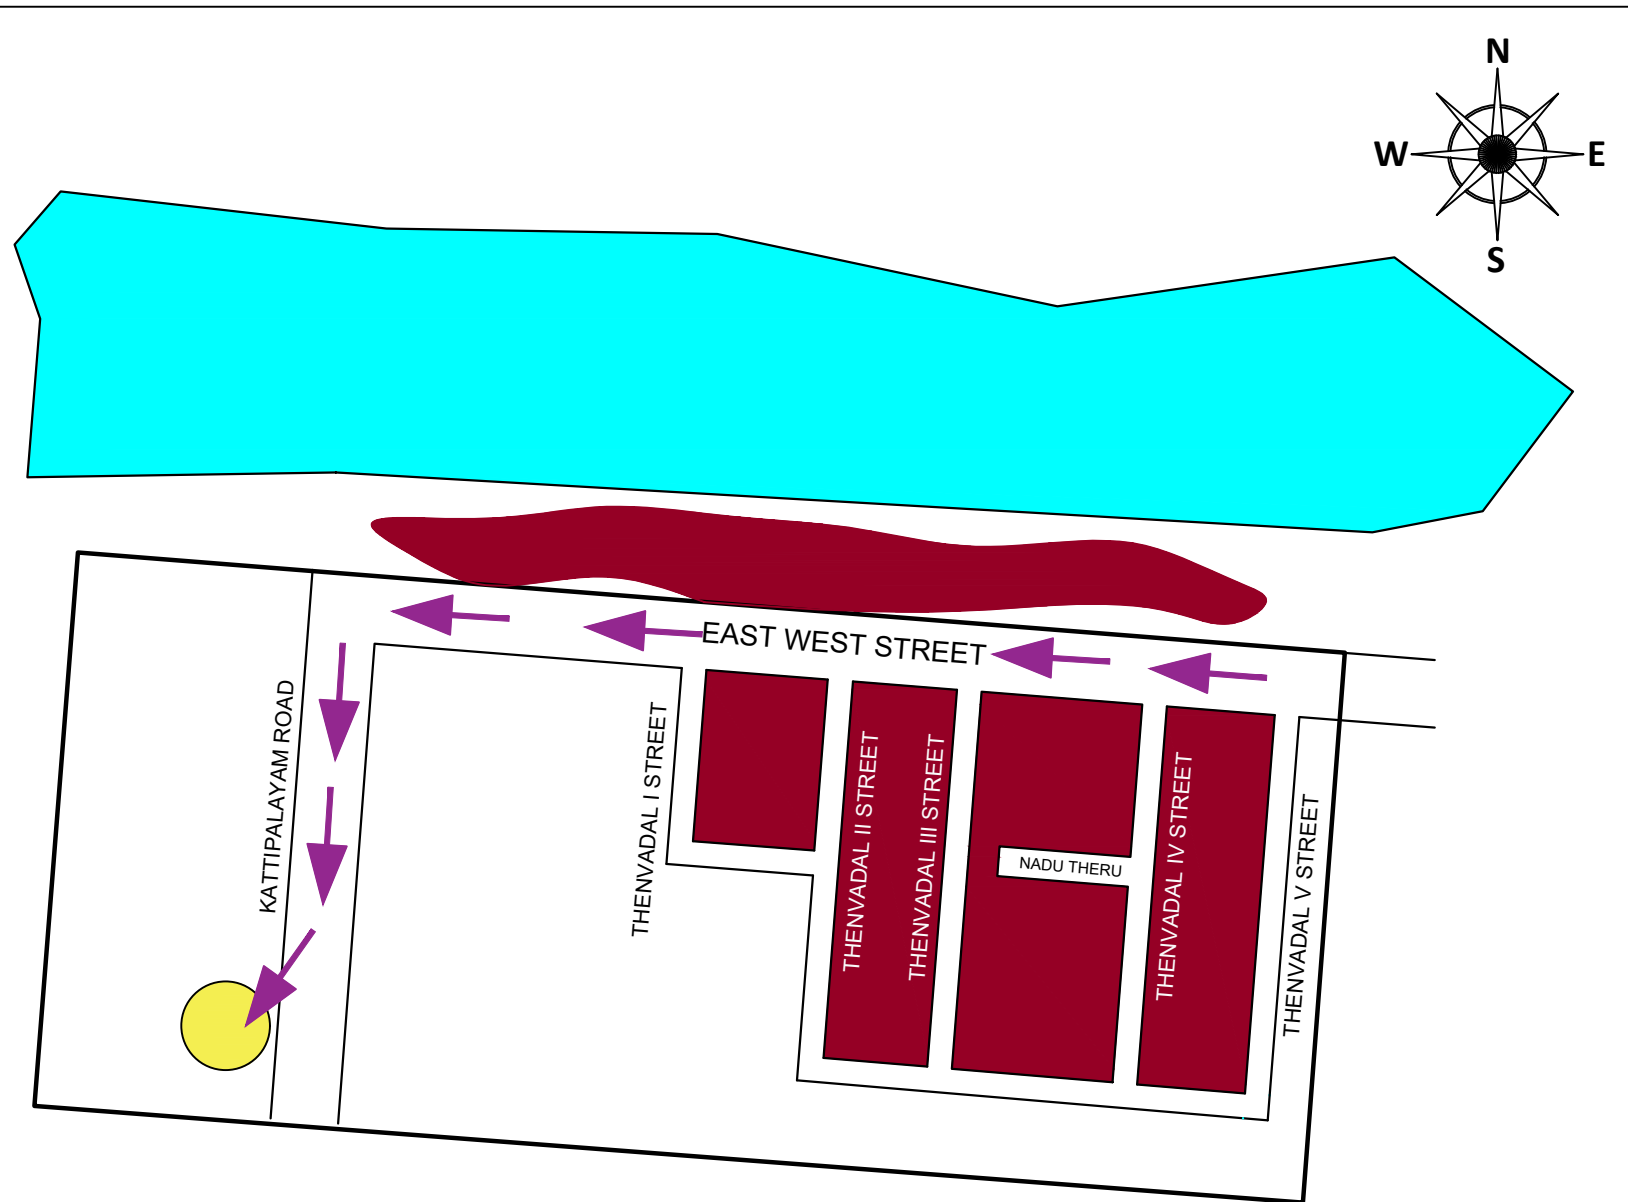 N
W
E
S
EAST WEST STREET
KATTIPALAYAM ROAD
THENVADAL I STREET
THENVADAL II STREET
THENVADAL III STREET
NADU THERU
THENVADAL IV STREET
THENVADAL V STREET